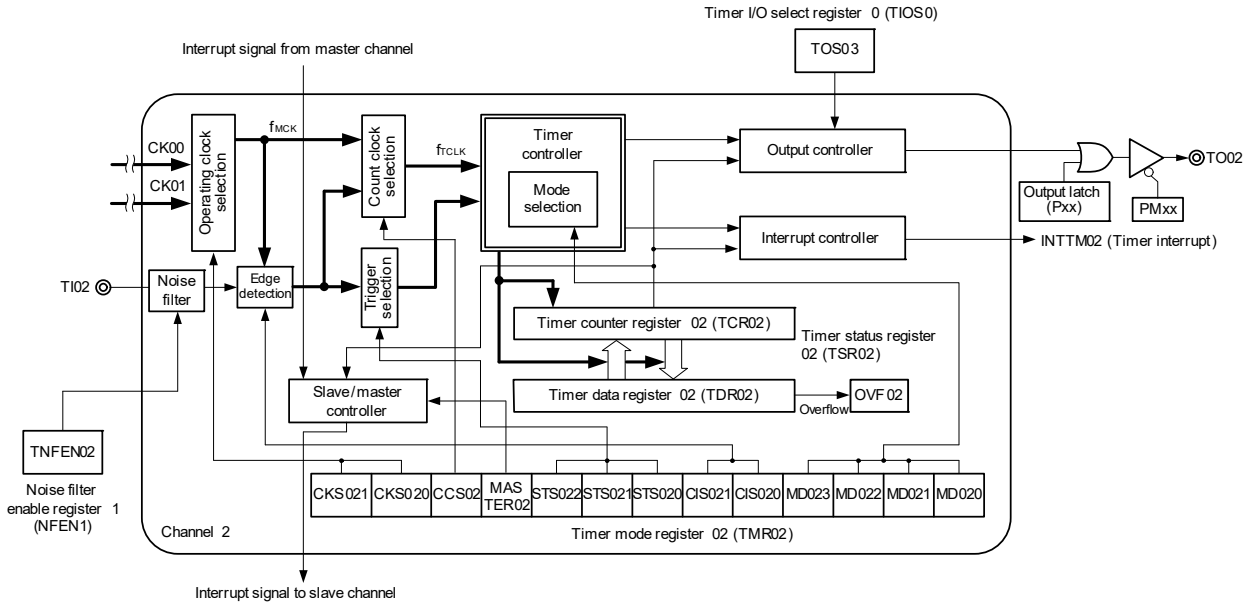 Timer I/O select register 0 (TIOS0)
TOS03
Interrupt signal from master channel
CK00
CK01
Operating clock
selection
fMCK
Count clock
selection
fTCLK
Timer
controller
Mode
selection
Output controller
Output latch
(Pxx)
PMxx
TO02
Interrupt controller
INTTM02 (Timer interrupt)
TI02
Noise
filter
Edge
detection
Trigger
selection
Timer counter register 02 (TCR02)
Timer status register
02 (TSR02)
Slave/master
controller
Timer data register 02 (TDR02)
Overflow
OVF02
TNFEN02
Noise filter
enable register 1
(NFEN1)
CKS021
CKS020
CCS02
MAS
TER02
STS022
STS021
STS020
CIS021
CIS020
MD023
MD022
MD021
MD020
Channel 2
Timer mode register 02 (TMR02)
Interrupt signal to slave channel